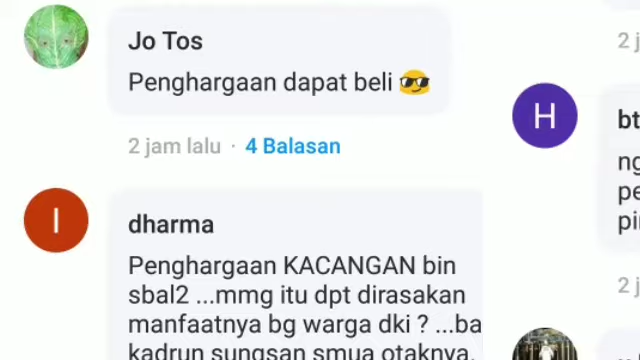 Jo Tos
Penghargaan dapat beli 😎
2 jam lalu · 4 Balasan
I
dharma
Penghargaan KACANGAN bin
sbal2 ...mmg itu dpt dirasakan
manfaatnya bg warga dki ? ...ba
kadrun sungsan smua otaknya.
2 j
H
bt
ng
pe
pi
2 j